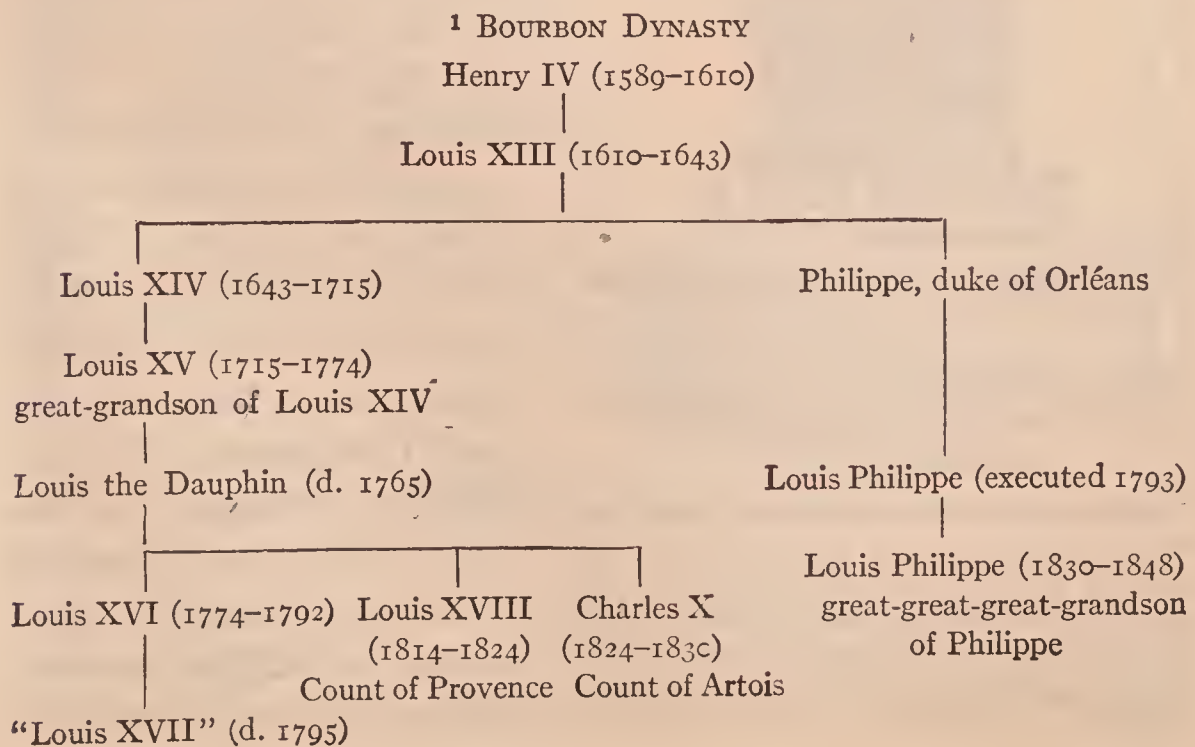 ¹ BOURBON DYNASTY
Henry IV (1589–1610)
Louis XIII (1610–1643)
Louis XIV (1643–1715)
Philippe, duke of Orléans
Louis XV (1715–1774)
great-grandson of Louis XIV
Louis the Dauphin (d. 1765)
Louis Philippe (executed 1793)
Louis Philippe (1830–1848)
great-great-great-grandson
of Philippe
Louis XVI (1774–1792)
Louis XVIII
(1814–1824)
Count of Provence
Charles X
(1824–183c)
Count of Artois
“Louis XVII” (d. 1795)